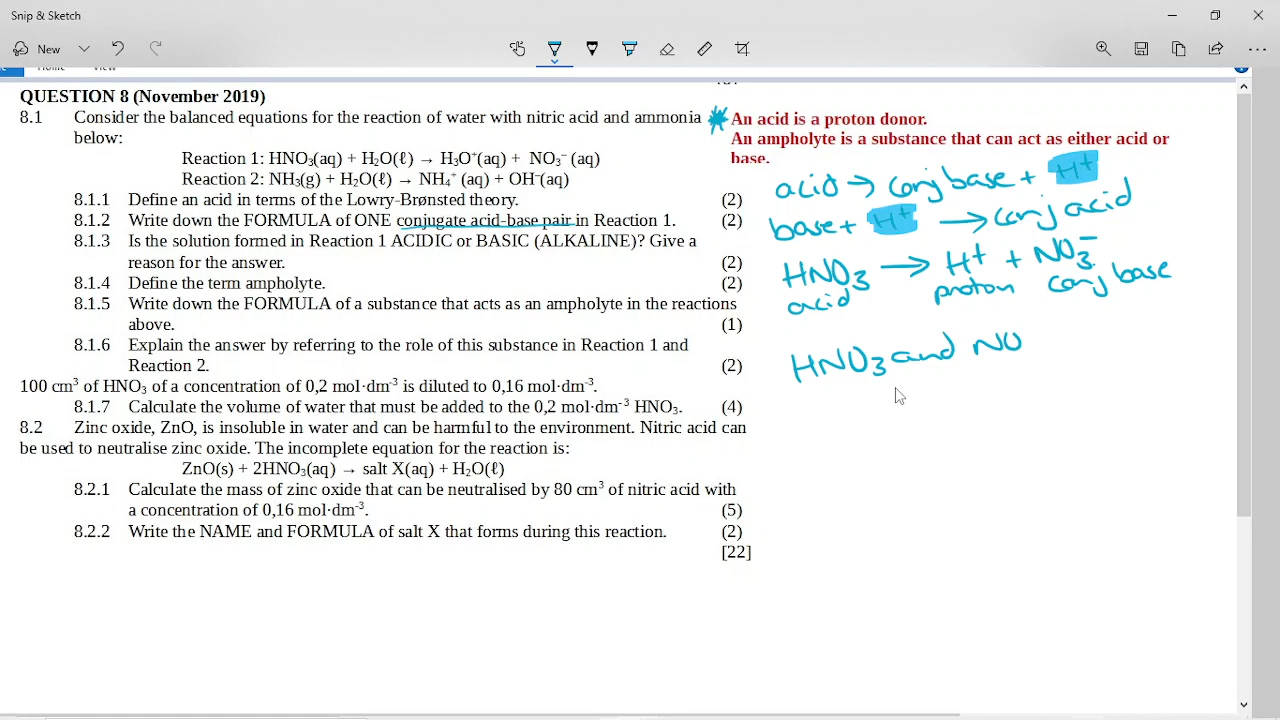 Snip & Sketch
New
QUESTION 8 (November 2019)
8.1 Consider the balanced equations for the reaction of water with nitric acid and ammonia
below:
Reaction 1: HNO₃(aq) + H₂O(ℓ) → H₃O⁺(aq) + NO₃⁻ (aq)
Reaction 2: NH₃(g) + H₂O(ℓ) → NH₄⁺ (aq) + OH⁻(aq)
8.1.1 Define an acid in terms of the Lowry-Brønsted theory. (2)
8.1.2 Write down the FORMULA of ONE conjugate acid-base pair in Reaction 1. (2)
8.1.3 Is the solution formed in Reaction 1 ACIDIC or BASIC (ALKALINE)? Give a
reason for the answer. (2)
8.1.4 Define the term ampholyte. (2)
8.1.5 Write down the FORMULA of a substance that acts as an ampholyte in the reactions
above. (1)
8.1.6 Explain the answer by referring to the role of this substance in Reaction 1 and
Reaction 2. (2)
100 cm³ of HNO₃ of a concentration of 0,2 mol·dm⁻³ is diluted to 0,16 mol·dm⁻³.
8.1.7 Calculate the volume of water that must be added to the 0,2 mol·dm⁻³ HNO₃. (4)
8.2 Zinc oxide, ZnO, is insoluble in water and can be harmful to the environment. Nitric acid can
be used to neutralise zinc oxide. The incomplete equation for the reaction is:
ZnO(s) + 2HNO₃(aq) → salt X(aq) + H₂O(ℓ)
8.2.1 Calculate the mass of zinc oxide that can be neutralised by 80 cm³ of nitric acid with
a concentration of 0,16 mol·dm⁻³. (5)
8.2.2 Write the NAME and FORMULA of salt X that forms during this reaction. (2)
[22]
An acid is a proton donor.
An ampholyte is a substance that can act as either acid or
base.
acid → conj base + H⁺
base + H⁺ → conj acid
HNO₃ → H⁺ + NO₃⁻
acid proton conj base
HNO₃ and NO